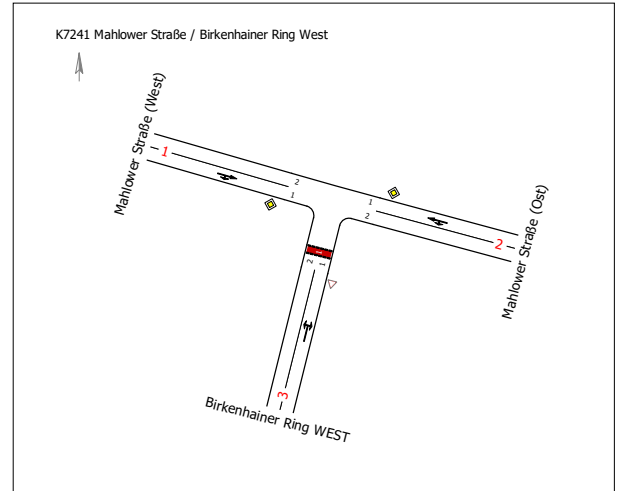 K7241 Mahlower Straße / Birkenhainer Ring West
Mahlower Straße (West)
1
2
1
1
2
2
Mahlower Straße (Ost)
2
1
3
Birkenhainer Ring WEST